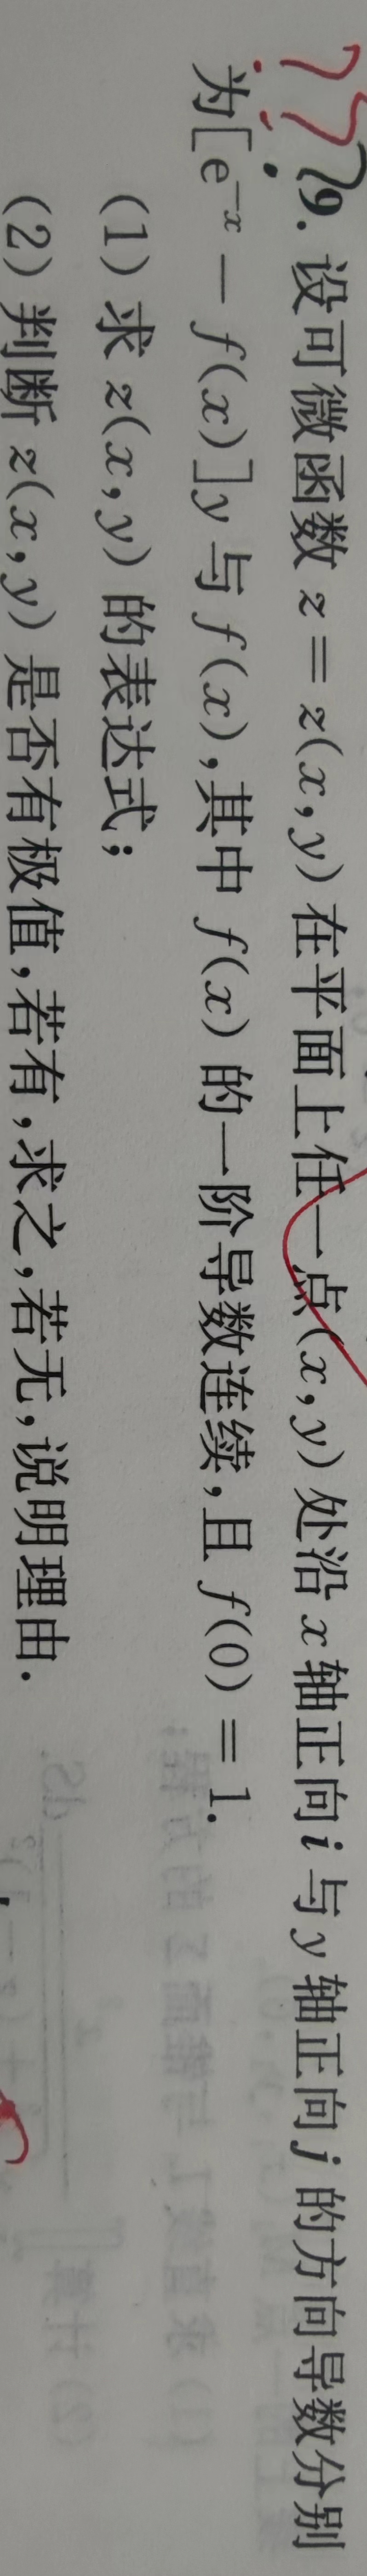 ???9. 设可微函数 z = z(x,y) 在平面上任一点(x,y) 处沿 x 轴正向 i 与 y 轴正向 j 的方向导数分别
为[e⁻ˣ − f(x)]y 与 f(x),其中 f(x) 的一阶导数连续,且 f(0) = 1.
(1) 求 z(x,y) 的表达式;
(2) 判断 z(x,y) 是否有极值,若有,求之,若无,说明理由.